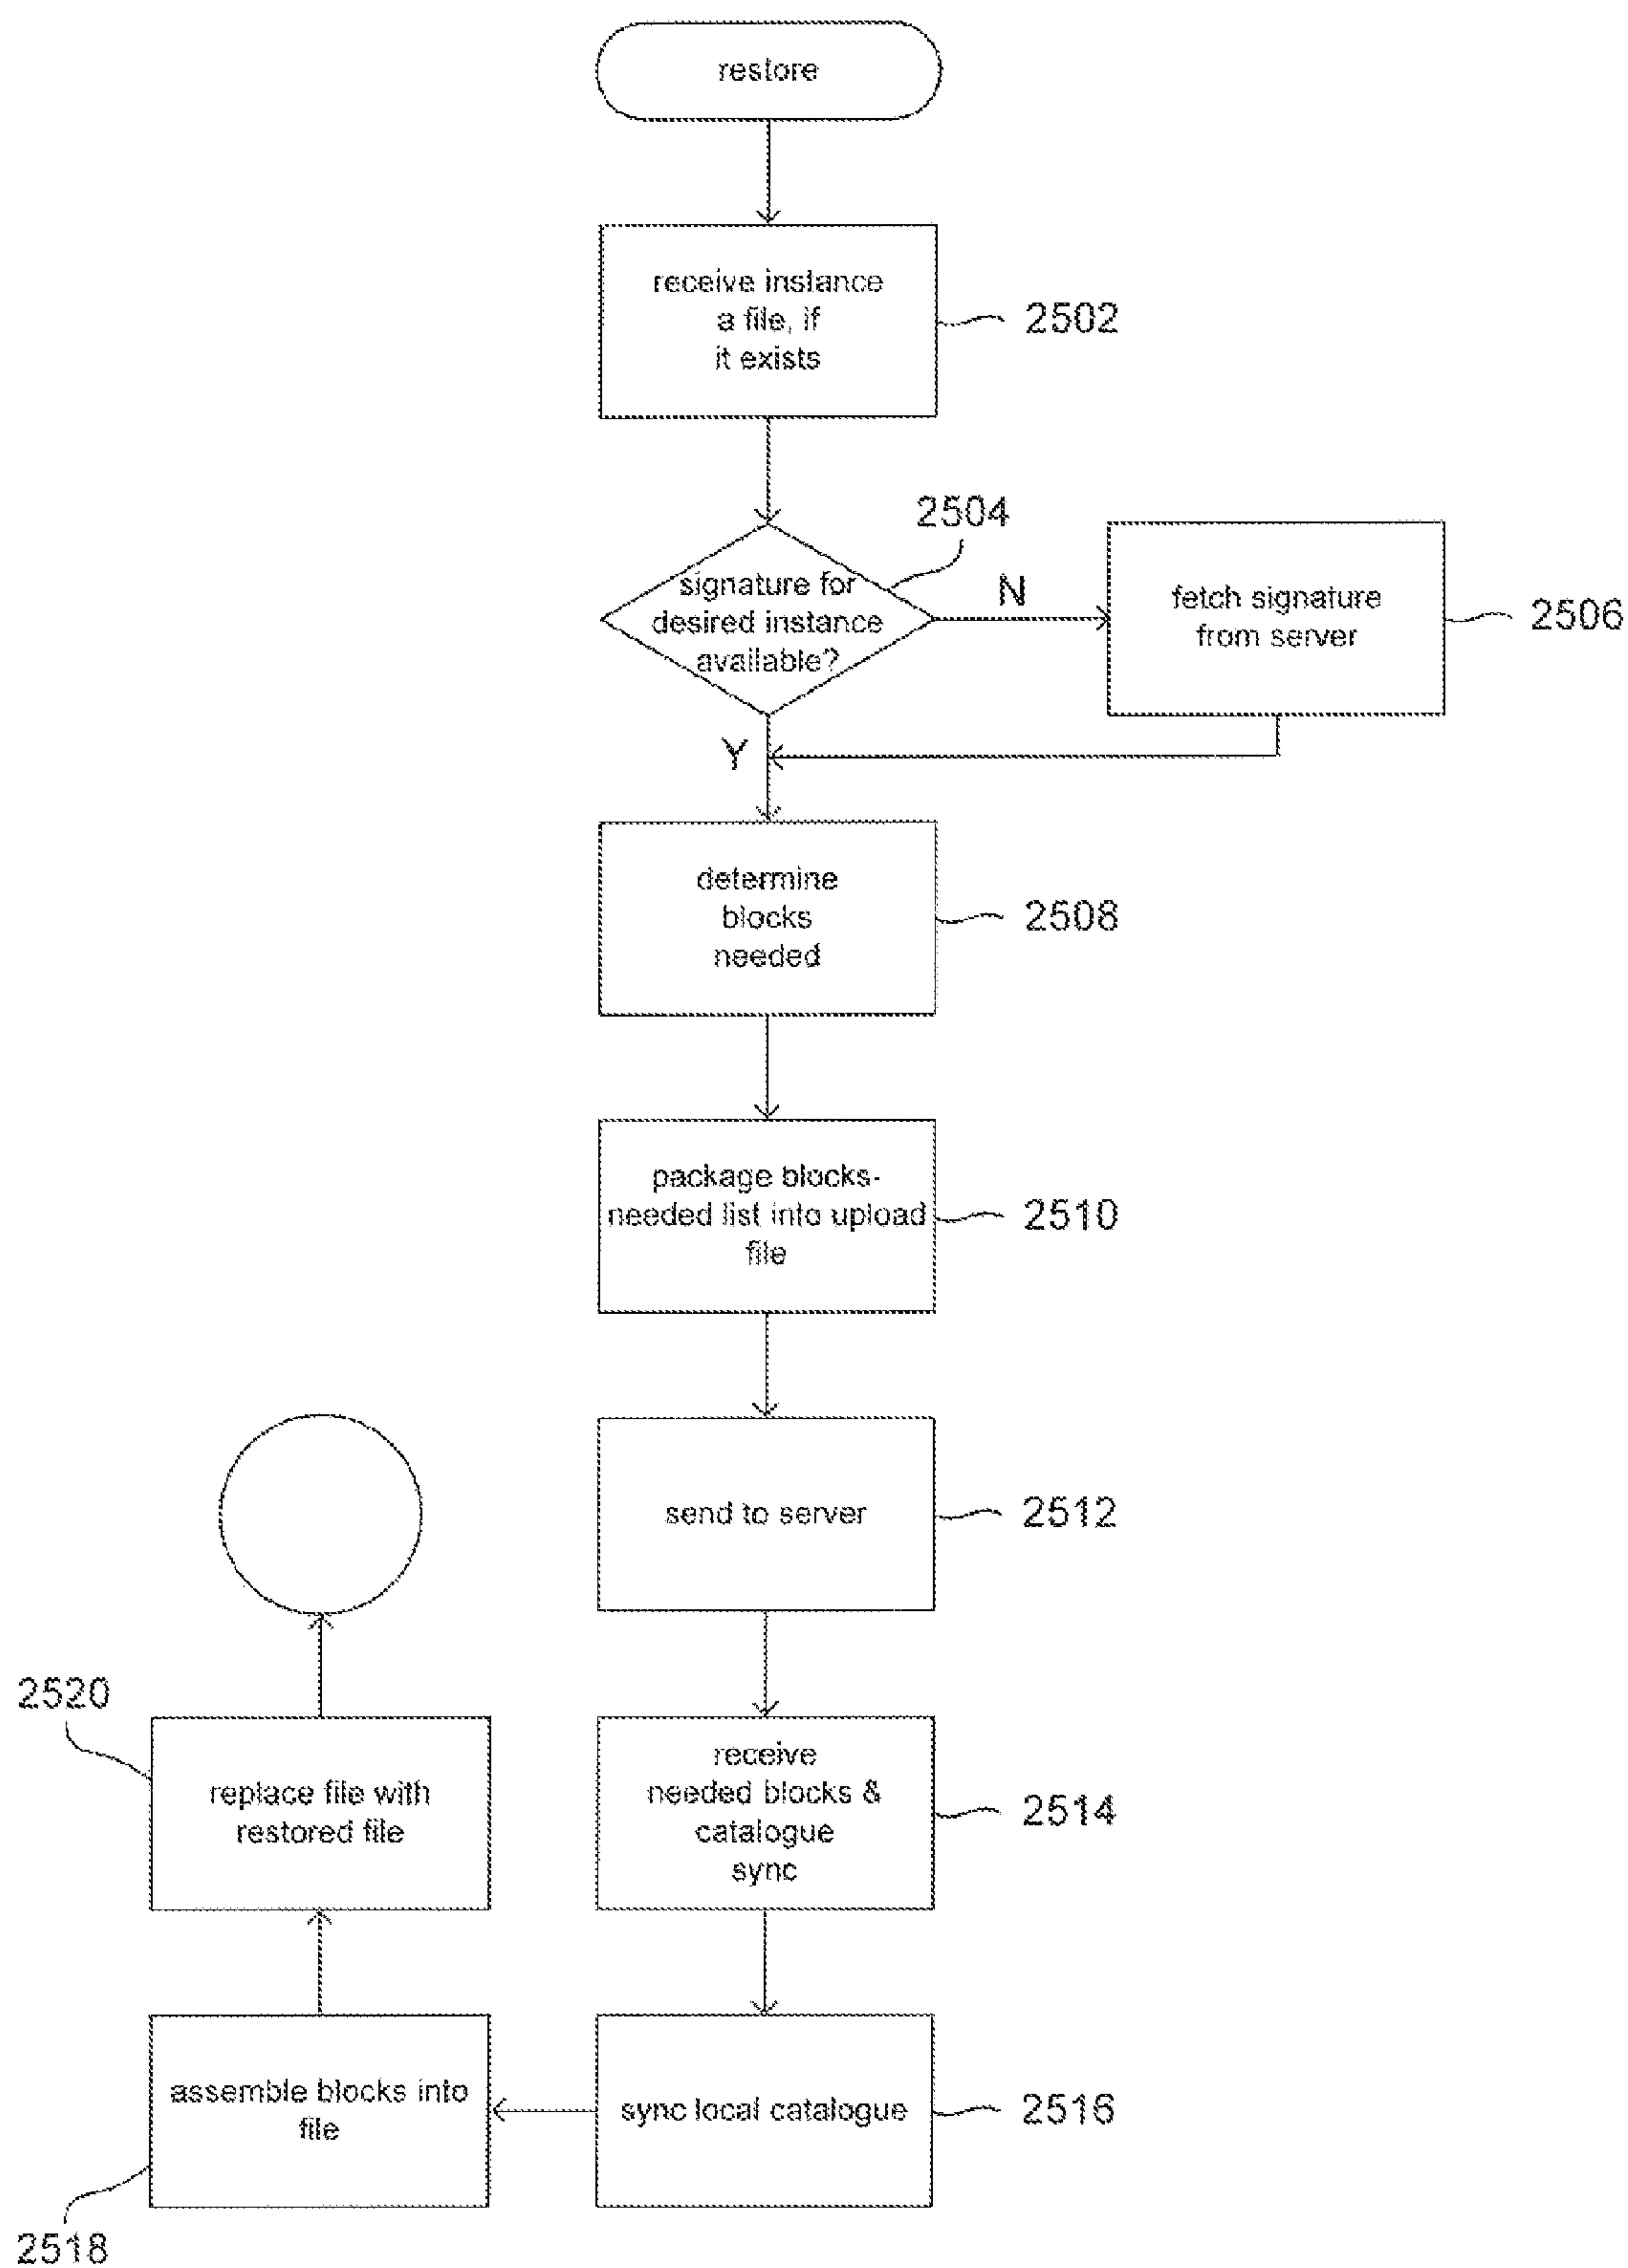 restore
receive instance
a file, if
it exists
2502
2504
signature for
desired instance
available?
N
fetch signature
from server
2506
Y
determine
blocks
needed
2508
package blocks-
needed list into upload
file
2510
send to server
2512
receive
needed blocks &
catalogue
sync
2514
sync local catalogue
2516
assemble blocks into
file
2518
replace file with
restored file
2520